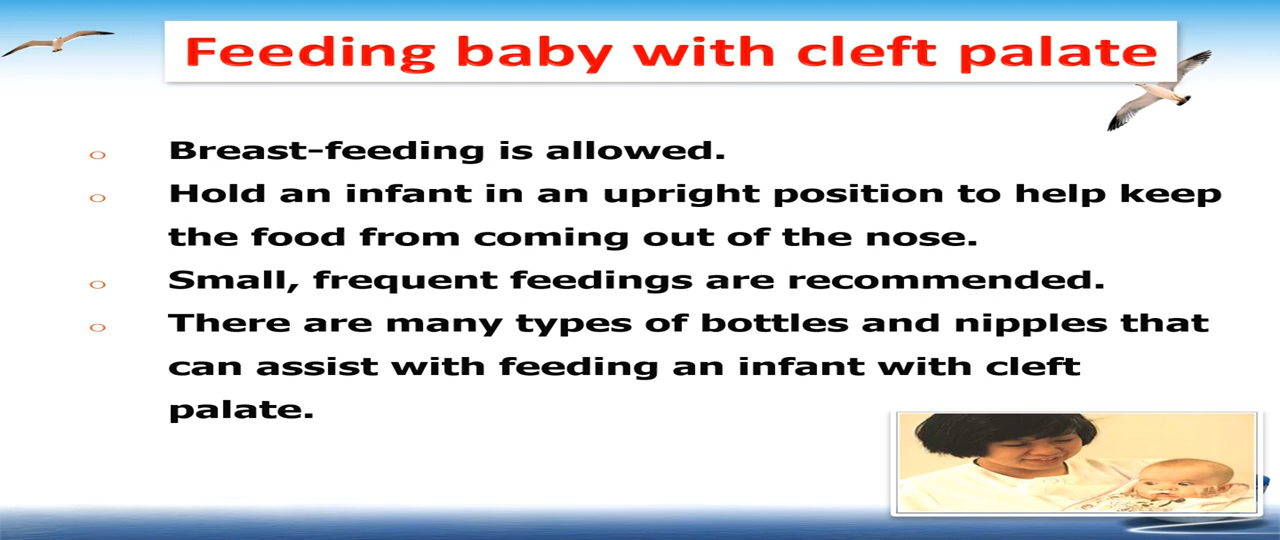 Feeding baby with cleft palate
Breast-feeding is allowed.
Hold an infant in an upright position to help keep
the food from coming out of the nose.
Small, frequent feedings are recommended.
There are many types of bottles and nipples that
can assist with feeding an infant with cleft
palate.